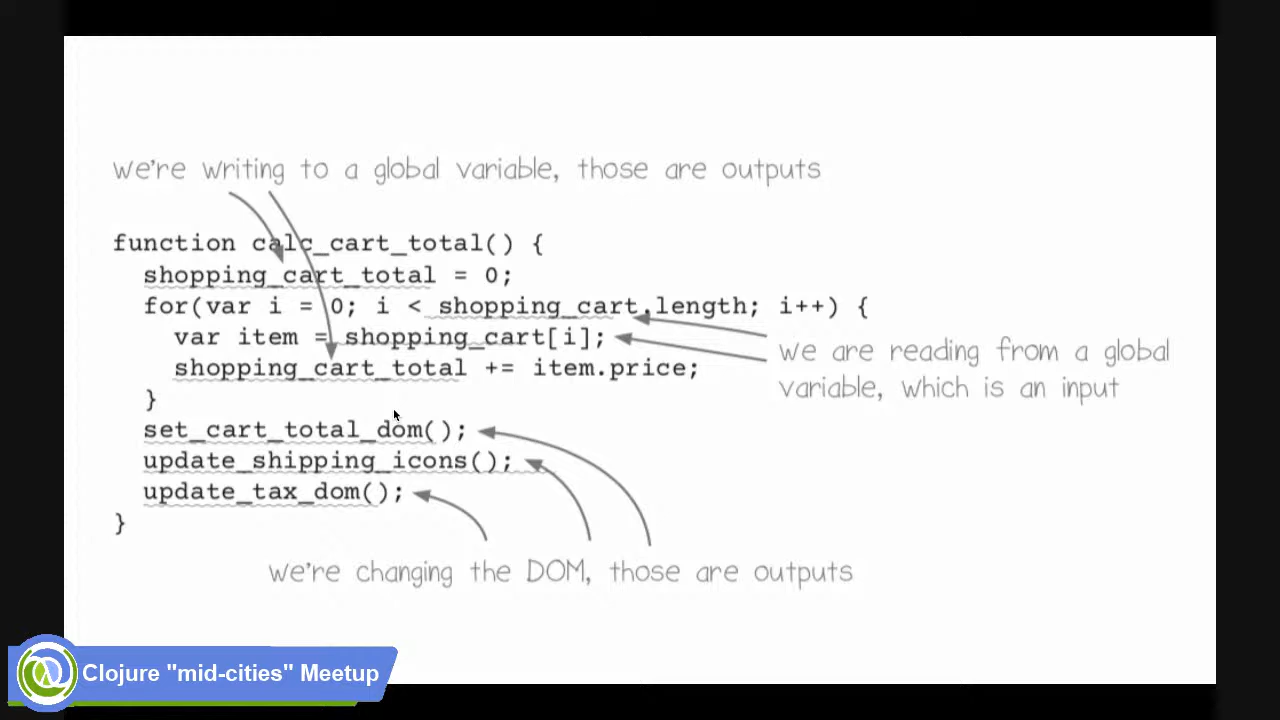 we're writing to a global variable, those are outputs
function calc_cart_total() {
shopping_cart_total = 0;
for(var i = 0; i < shopping_cart.length; i++) {
var item = shopping_cart[i];
shopping_cart_total += item.price;
}
we are reading from a global
variable, which is an input
set_cart_total_dom();
update_shipping_icons();
update_tax_dom();
}
we're changing the DOM, those are outputs
Clojure "mid-cities" Meetup